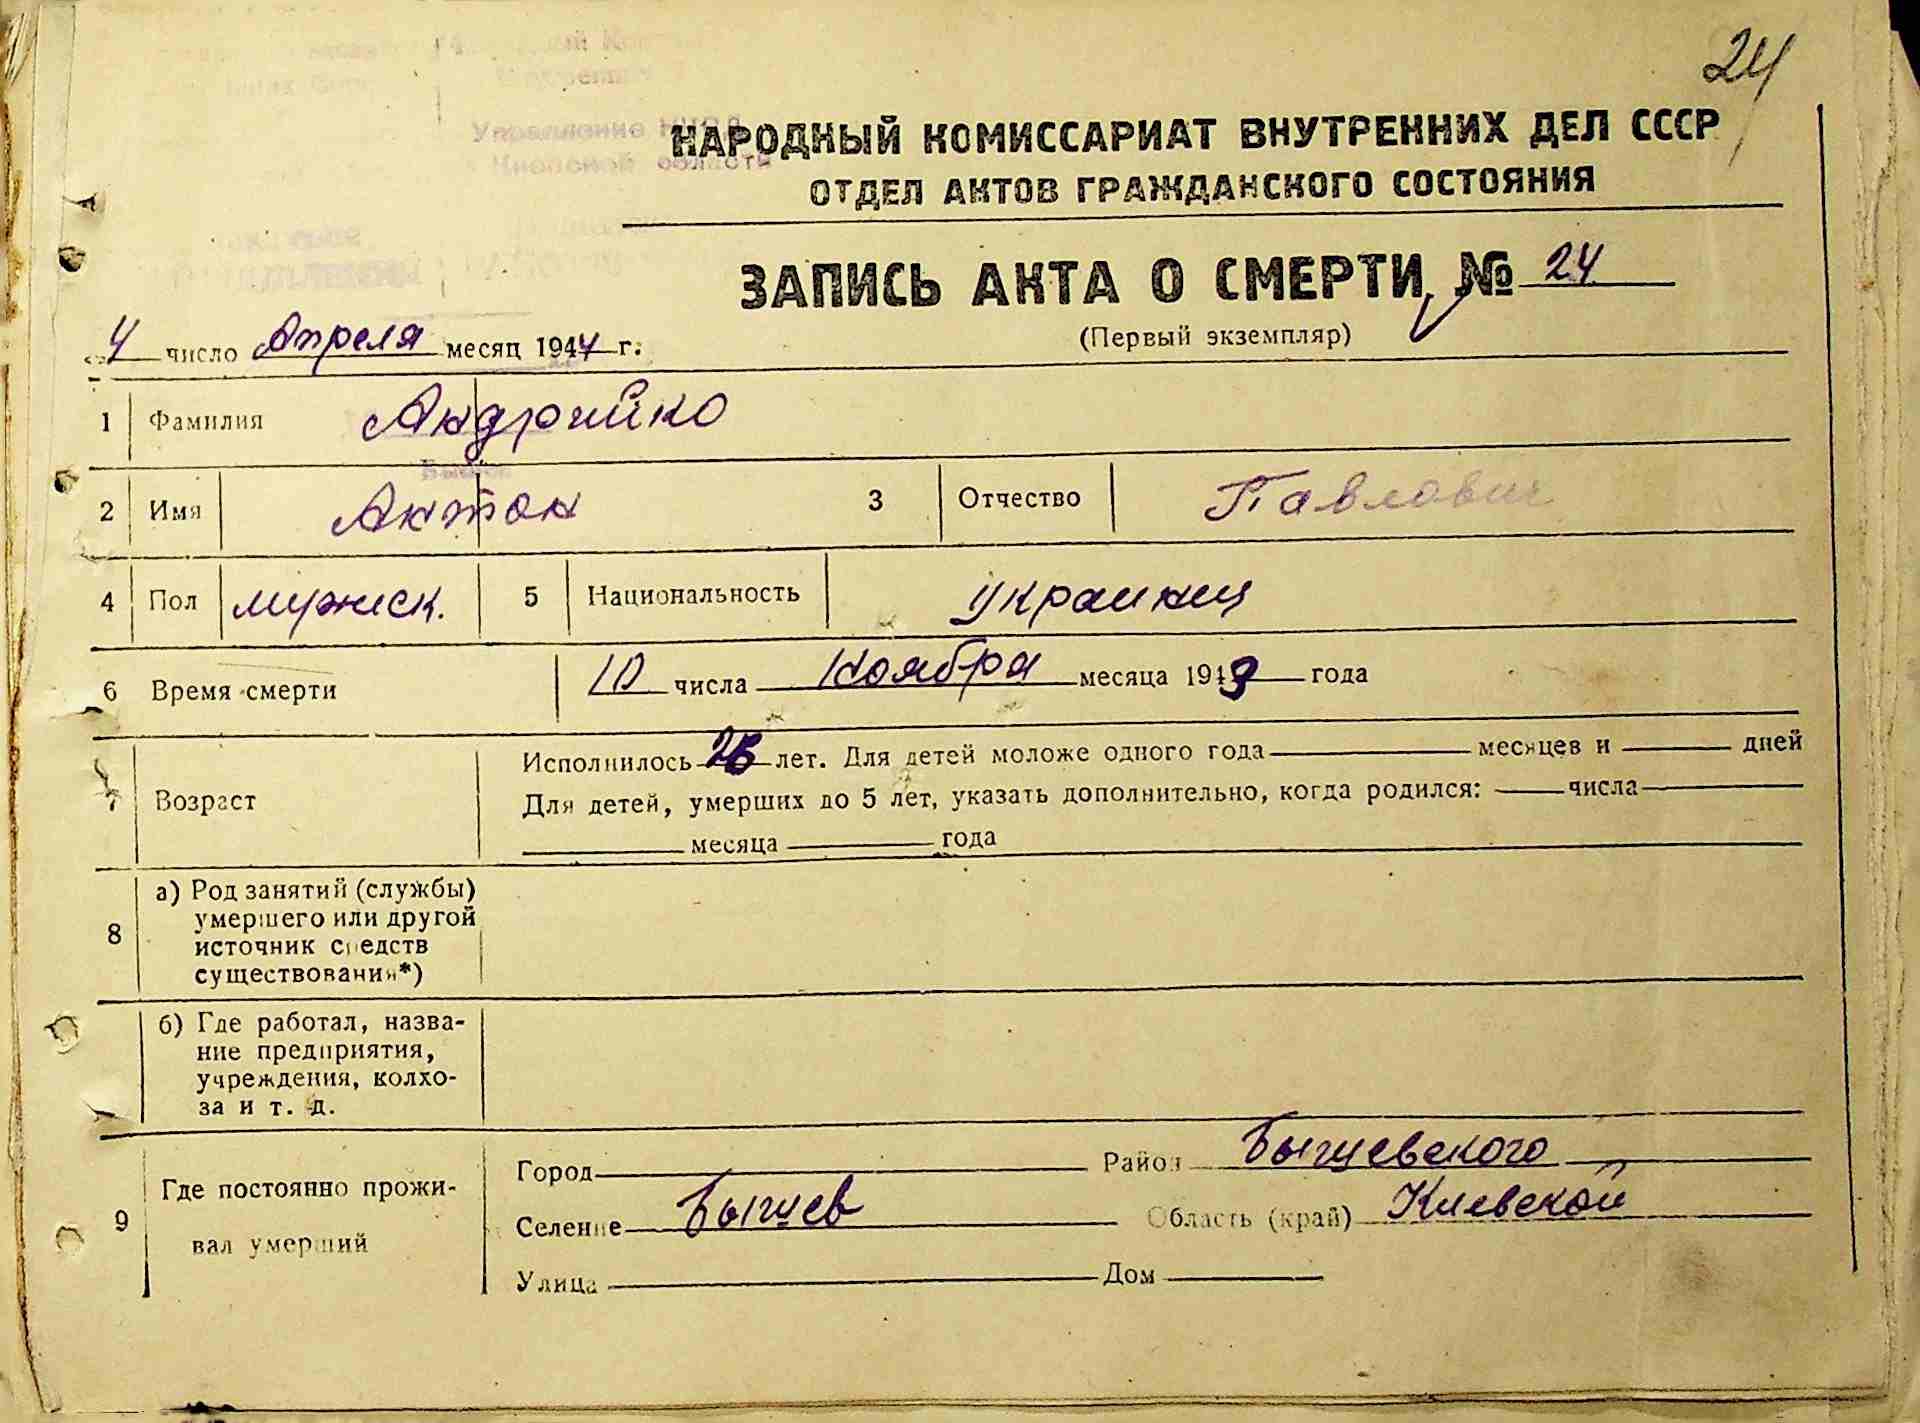 24
НАРОДНЫЙ КОМИССАРИАТ ВНУТРЕННИХ ДЕЛ СССР
Управление НКВД
Киевской области
ОТДЕЛ АКТОВ ГРАЖДАНСКОГО СОСТОЯНИЯ
ЗАПИСЬ АКТА О СМЕРТИ № 24
(Первый экземпляр)
4 число Апреля месяц 1944 г.
1 Фамилия Андрійко
2 Имя Антон 3 Отчество Павлович
4 Пол мужск. 5 Национальность украинец
6 Время смерти 10 числа Ноября месяца 1943 года
7 Возраст Исполнилось лет. Для детей моложе одного года месяцев и дней
Для детей, умерших до 5 лет, указать дополнительно, когда родился: числа
месяца года
8 а) Род занятий (службы)
умершего или другой
источник средств
существования*)
б) Где работал, назва-
ние предприятия,
учреждения, колхо-
за и т. д.
9 Где постоянно прожи-
вал умерший
Город Район Бышевского
Селение Бышев Область (край) Киевской
Улица Дом